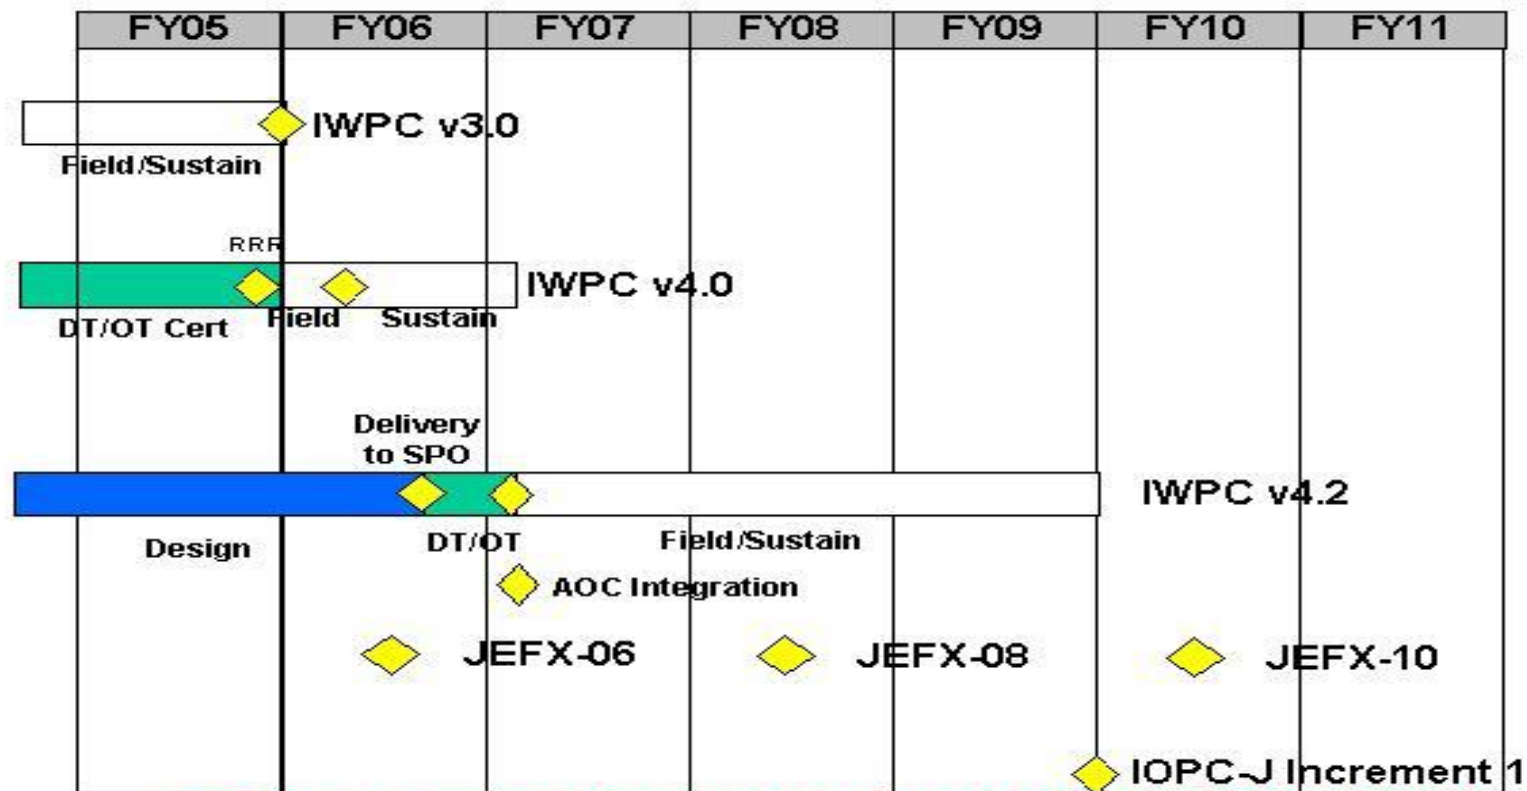 FY05 FY06 FY07 FY08 FY09 FY10 FY11
IWPC v3.0
Field/Sustain
RRR
IWPC v4.0
DT/OT Cert Field Sustain
Delivery
to SPO
IWPC v4.2
Design DT/OT Field/Sustain
AOC Integration
JEFX-06 JEFX-08 JEFX-10
IOPC-J Increment 1